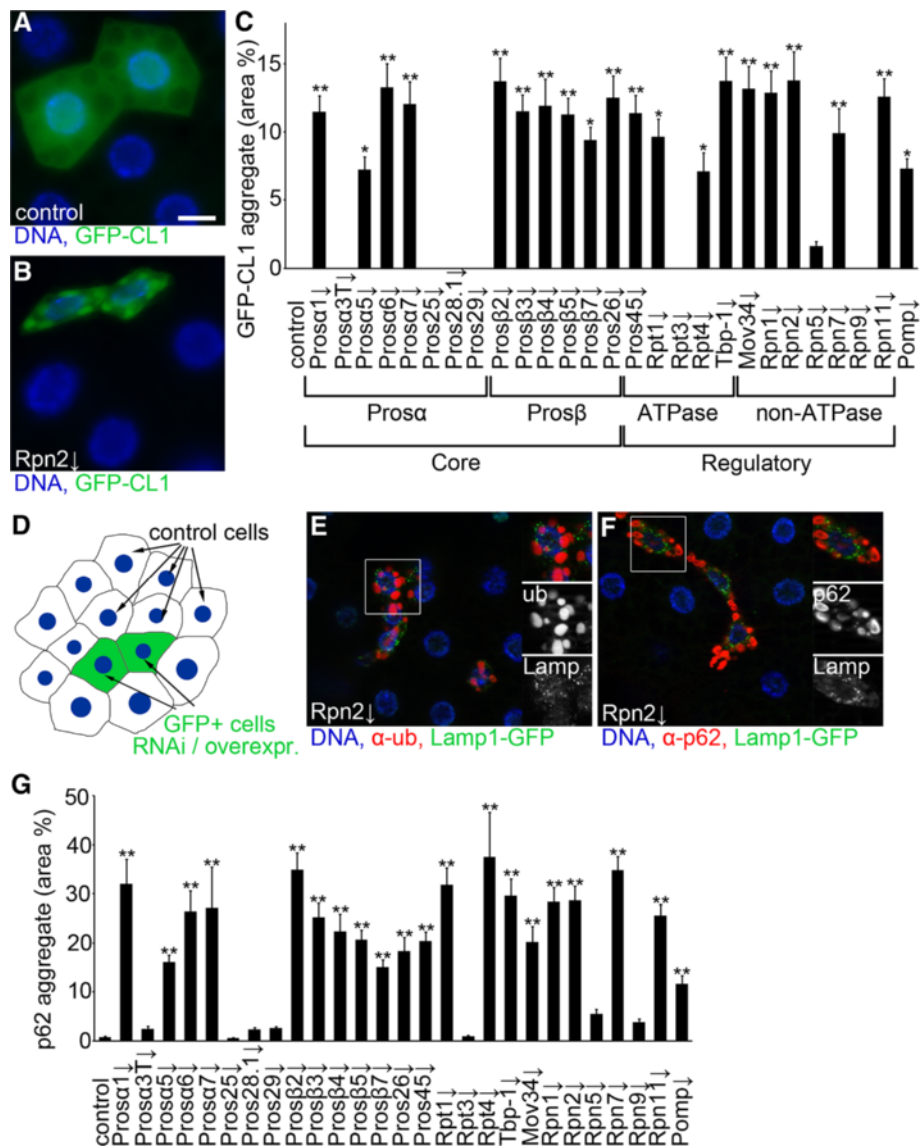 A
control
DNA, GFP-CL1
B
Rpn2↓
DNA, GFP-CL1
C
GFP-CL1 aggregate (area %)
15
10
5
0
** * ** ** ** ** ** ** * ** ** * * ** ** ** ** ** ** *
control
Prosα1↓
Prosα3T↓
Prosα5↓
Prosα6↓
Prosα7↓
Pros25↓
Pros28.1↓
Pros29↓
Prosβ2↓
Prosβ3↓
Prosβ4↓
Prosβ5↓
Prosβ7↓
Pros26↓
Pros45↓
Rpt1↓
Rpt3↓
Rpt4↓
Tbp-1↓
Mov34↓
Rpn1↓
Rpn2↓
Rpn5↓
Rpn7↓
Rpn9↓
Rpn11↓
Pomp↓
Prosα Prosβ ATPase non-ATPase
Core Regulatory
D
control cells
GFP+ cells
RNAi / overexpr.
E
ub
Lamp
Rpn2↓
DNA, α-ub, Lamp1-GFP
F
p62
Lamp
Rpn2↓
DNA, α-p62, Lamp1-GFP
G
p62 aggregate (area %)
50
40
30
20
10
0
** ** ** ** ** ** ** ** ** ** ** ** ** ** ** ** ** ** ** **
control
Prosα1↓
Prosα3T↓
Prosα5↓
Prosα6↓
Prosα7↓
Pros25↓
Pros28.1↓
Pros29↓
Prosβ2↓
Prosβ3↓
Prosβ4↓
Prosβ5↓
Prosβ7↓
Pros26↓
Pros45↓
Rpt1↓
Rpt3↓
Rpt4↓
Tbp-1↓
Mov34↓
Rpn1↓
Rpn2↓
Rpn5↓
Rpn7↓
Rpn9↓
Rpn11↓
Pomp↓